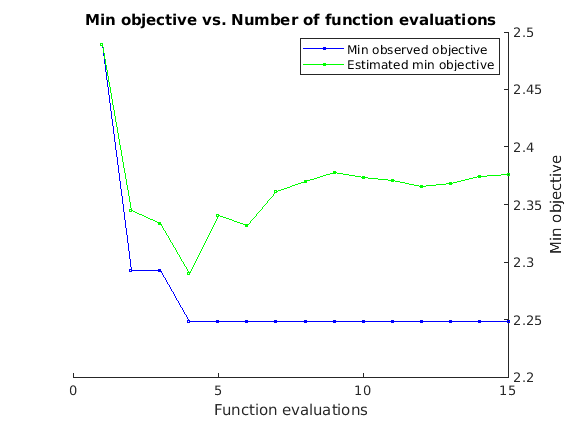 Min objective vs. Number of function evaluations
Min observed objective
Estimated min objective
2.5
2.45
2.4
2.35
2.3
2.25
2.2
Min objective
0 5 10 15
Function evaluations